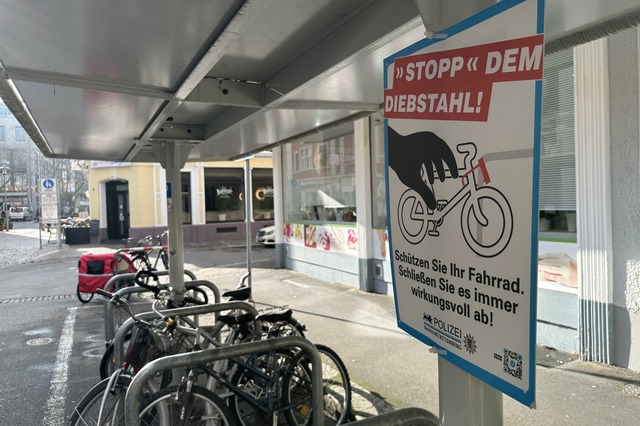 »STOPP« DEM
DIEBSTAHL!
Schützen Sie Ihr Fahrrad.
Schließen Sie es immer
wirkungsvoll ab!
POLIZEI